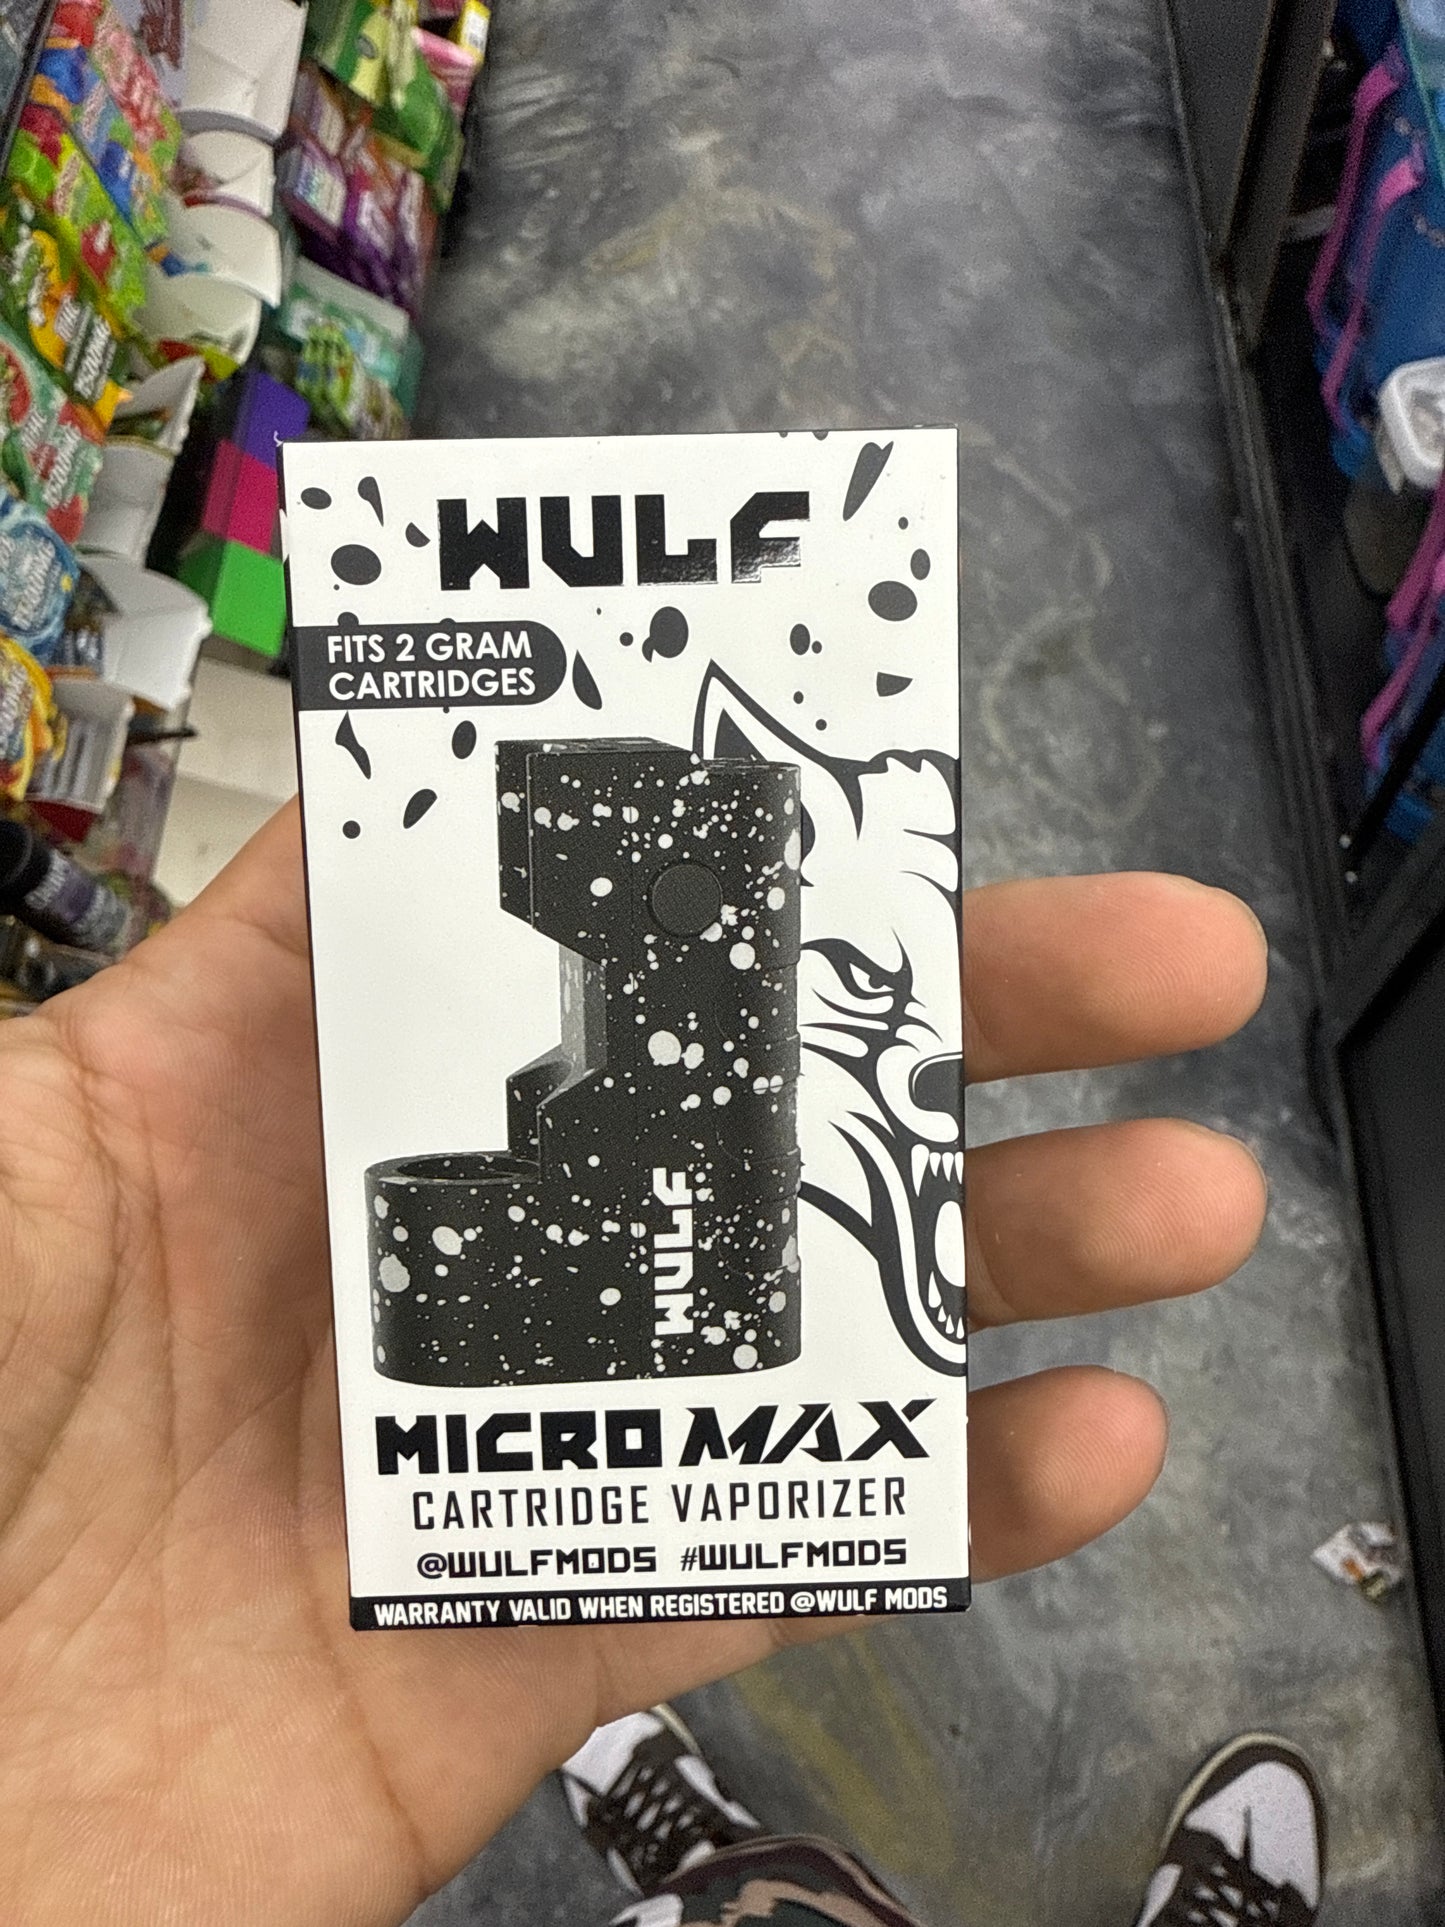 WULF
FITS 2 GRAM
CARTRIDGES
WULF
MICRO MAX
CARTRIDGE VAPORIZER
@WULFMODS #WULFMODS
WARRANTY VALID WHEN REGISTERED @WULF MODS